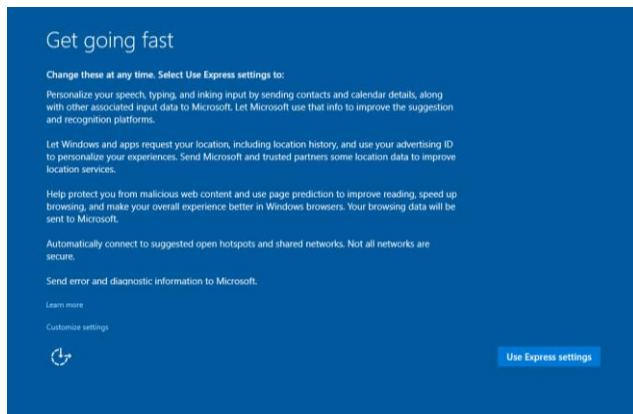 Get going fast
Change these at any time. Select Use Express settings to:
Personalize your speech, typing, and inking input by sending contacts and calendar details, along
with other associated input data to Microsoft. Let Microsoft use that info to improve the suggestion
and recognition platforms.
Let Windows and apps request your location, including location history, and use your advertising ID
to personalize your experiences. Send Microsoft and trusted partners some location data to improve
location services.
Help protect you from malicious web content and use page prediction to improve reading, speed up
browsing, and make your overall experience better in Windows browsers. Your browsing data will be
sent to Microsoft.
Automatically connect to suggested open hotspots and shared networks. Not all networks are
secure.
Send error and diagnostic information to Microsoft.
Learn more
Customize settings
Use Express settings